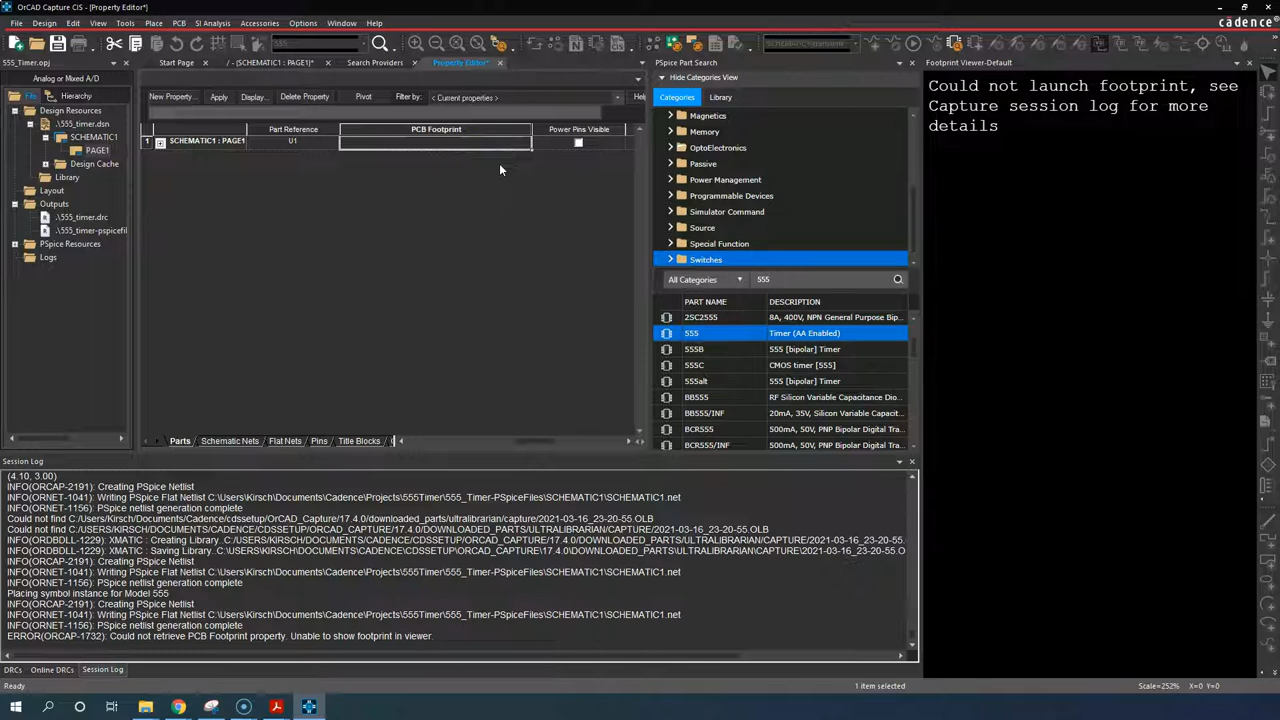 OrCAD Capture CIS - [Property Editor*]
File Design Edit View Tools Place PCB SI Analysis Accessories Options Window Help
cadence
555
555_Timer.opj
Start Page
/ - (SCHEMATIC1 : PAGE1)*
Search Providers
Property Editor*
PSpice Part Search
Footprint Viewer-Default
Analog or Mixed A/D
File
Hierarchy
Design Resources
.\555_timer.dsn
SCHEMATIC1
PAGE1
Design Cache
Library
Layout
Outputs
.\555_timer.drc
.\555_timer-pspicefil
PSpice Resources
Logs
New Property... Apply Display... Delete Property Pivot Filter by: < Current properties > Help
Part Reference PCB Footprint Power Pins Visible
1 SCHEMATIC1 : PAGE1 U1
Parts Schematic Nets Flat Nets Pins Title Blocks
Hide Categories View
Categories Library
Magnetics
Memory
OptoElectronics
Passive
Power Management
Programmable Devices
Simulator Command
Source
Special Function
Switches
All Categories 555
PART NAME DESCRIPTION
2SC2555 8A, 400V, NPN General Purpose Bip...
555 Timer (AA Enabled)
555B 555 [bipolar] Timer
555C CMOS timer [555]
555alt 555 [bipolar] Timer
BB555 RF Silicon Variable Capacitance Dio...
BB555/INF 20mA, 35V, Silicon Variable Capacit...
BCR555 500mA, 50V, PNP Bipolar Digital Tra...
BCR555/INF 500mA, 50V, PNP Bipolar Digital Tra...
Could not launch footprint, see
Capture session log for more
details
Session Log
(4.10, 3.00)
INFO(ORCAP-2191): Creating PSpice Netlist
INFO(ORNET-1041): Writing PSpice Flat Netlist C:\Users\Kirsch\Documents\Cadence\Projects\555Timer\555_Timer-PSpiceFiles\SCHEMATIC1\SCHEMATIC1.net
INFO(ORNET-1156): PSpice netlist generation complete
Could not find C:/Users/Kirsch/Documents/Cadence/cdssetup/OrCAD_Capture/17.4.0/downloaded_parts/ultralibrarian/capture/2021-03-16_23-20-55.OLB
Could not find C:/USERS/KIRSCH/DOCUMENTS/CADENCE/CDSSETUP/ORCAD_CAPTURE/17.4.0/DOWNLOADED_PARTS/ULTRALIBRARIAN/CAPTURE/2021-03-16_23-20-55.OLB
INFO(ORDBDLL-1229): XMATIC : Creating Library..C:\USERS\KIRSCH\DOCUMENTS\CADENCE\CDSSETUP\ORCAD_CAPTURE\17.4.0\DOWNLOADED_PARTS\ULTRALIBRARIAN\CAPTURE\2021-03-16_23-20-55.
INFO(ORDBDLL-1229): XMATIC : Saving Library..C:\USERS\KIRSCH\DOCUMENTS\CADENCE\CDSSETUP\ORCAD_CAPTURE\17.4.0\DOWNLOADED_PARTS\ULTRALIBRARIAN\CAPTURE\2021-03-16_23-20-55.O
INFO(ORCAP-2191): Creating PSpice Netlist
INFO(ORNET-1041): Writing PSpice Flat Netlist C:\Users\Kirsch\Documents\Cadence\Projects\555Timer\555_Timer-PSpiceFiles\SCHEMATIC1\SCHEMATIC1.net
INFO(ORNET-1156): PSpice netlist generation complete
Placing symbol instance for Model 555
INFO(ORCAP-2191): Creating PSpice Netlist
INFO(ORNET-1041): Writing PSpice Flat Netlist C:\Users\Kirsch\Documents\Cadence\Projects\555Timer\555_Timer-PSpiceFiles\SCHEMATIC1\SCHEMATIC1.net
INFO(ORNET-1156): PSpice netlist generation complete
ERROR(ORCAP-1732): Could not retrieve PCB Footprint property. Unable to show footprint in viewer.
DRCs Online DRCs Session Log
Ready 1 item selected Scale=252% X=0 Y=0